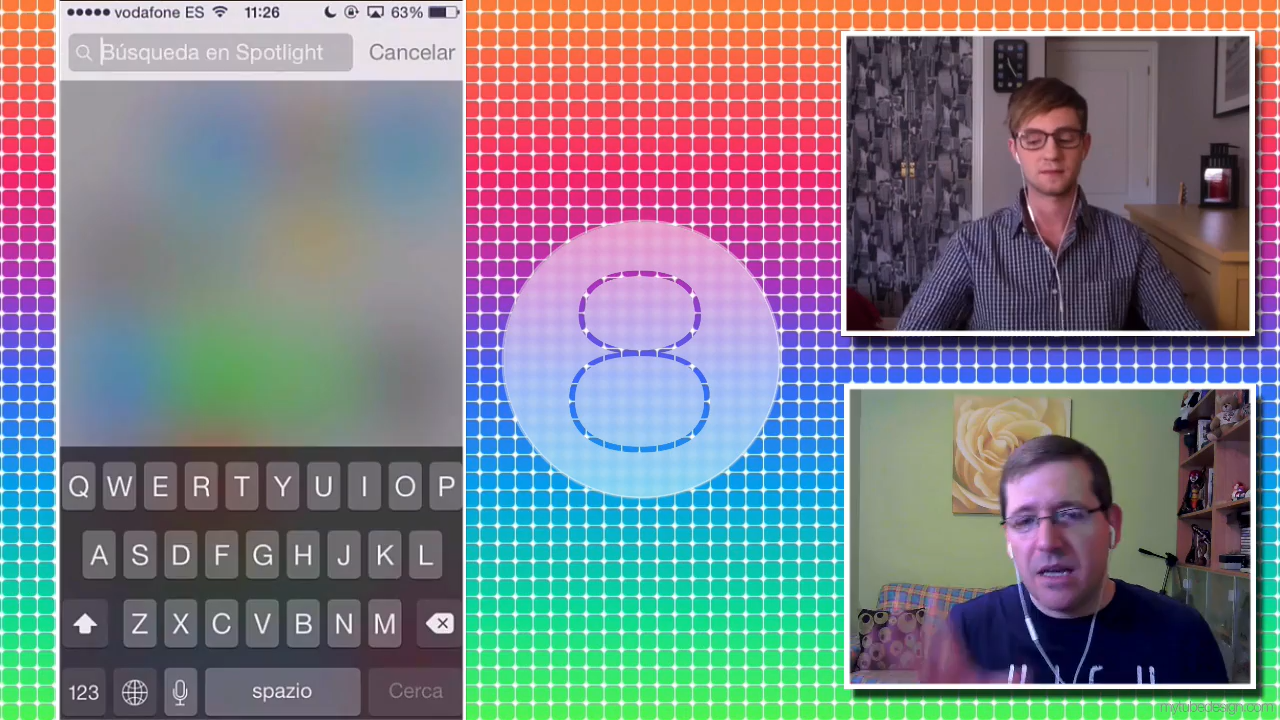 vodafone ES 11:26 63%
Búsqueda en Spotlight Cancelar
Q W E R T Y U I O P
A S D F G H J K L
Z X C V B N M
123 spazio Cerca
8
mytubedesign.com